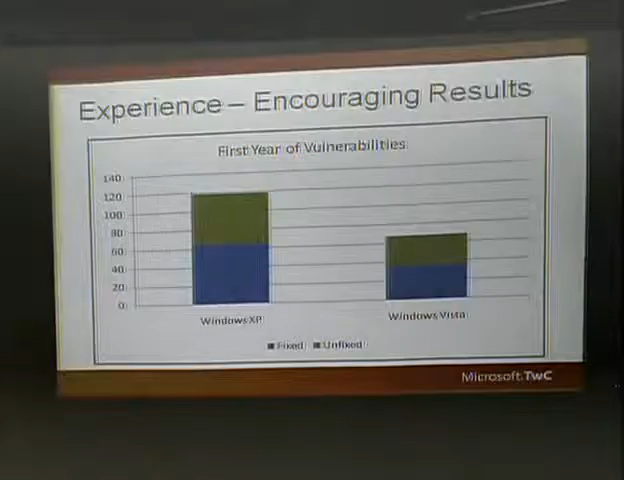 Experience – Encouraging Results
First Year of Vulnerabilities
140
120
100
80
60
40
20
0
Windows XP
Windows Vista
Fixed Unfixed
Microsoft TwC